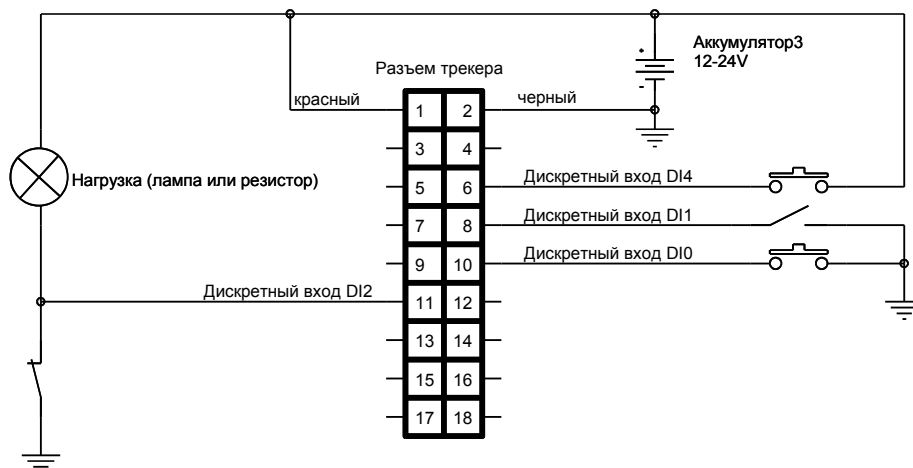 Аккумулятор3
12-24V
+
-
Разъем трекера
красный
черный
1 2
3 4
Нагрузка (лампа или резистор)
5 6
Дискретный вход DI4
7 8
Дискретный вход DI1
9 10
Дискретный вход DI0
Дискретный вход DI2
11 12
13 14
15 16
17 18